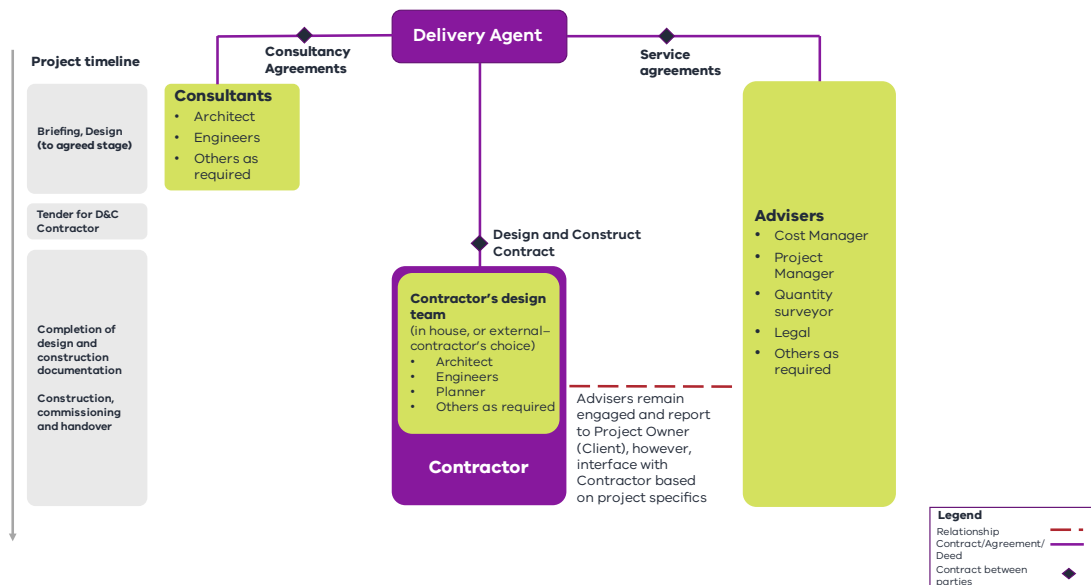 Delivery Agent
Consultancy
Agreements
Service
agreements
Project timeline
Briefing, Design
(to agreed stage)
Tender for D&C
Contractor
Completion of
design and
construction
documentation
Construction,
commissioning
and handover
Consultants
• Architect
• Engineers
• Others as
required
Design and Construct
Contract
Contractor's design
team
(in house, or external–
contractor's choice)
• Architect
• Engineers
• Planner
• Others as required
Contractor
Advisers remain
engaged and report
to Project Owner
(Client), however,
interface with
Contractor based
on project specifics
Advisers
• Cost Manager
• Project
Manager
• Quantity
surveyor
• Legal
• Others as
required
Legend
Relationship
Contract/Agreement/
Deed
Contract between
parties